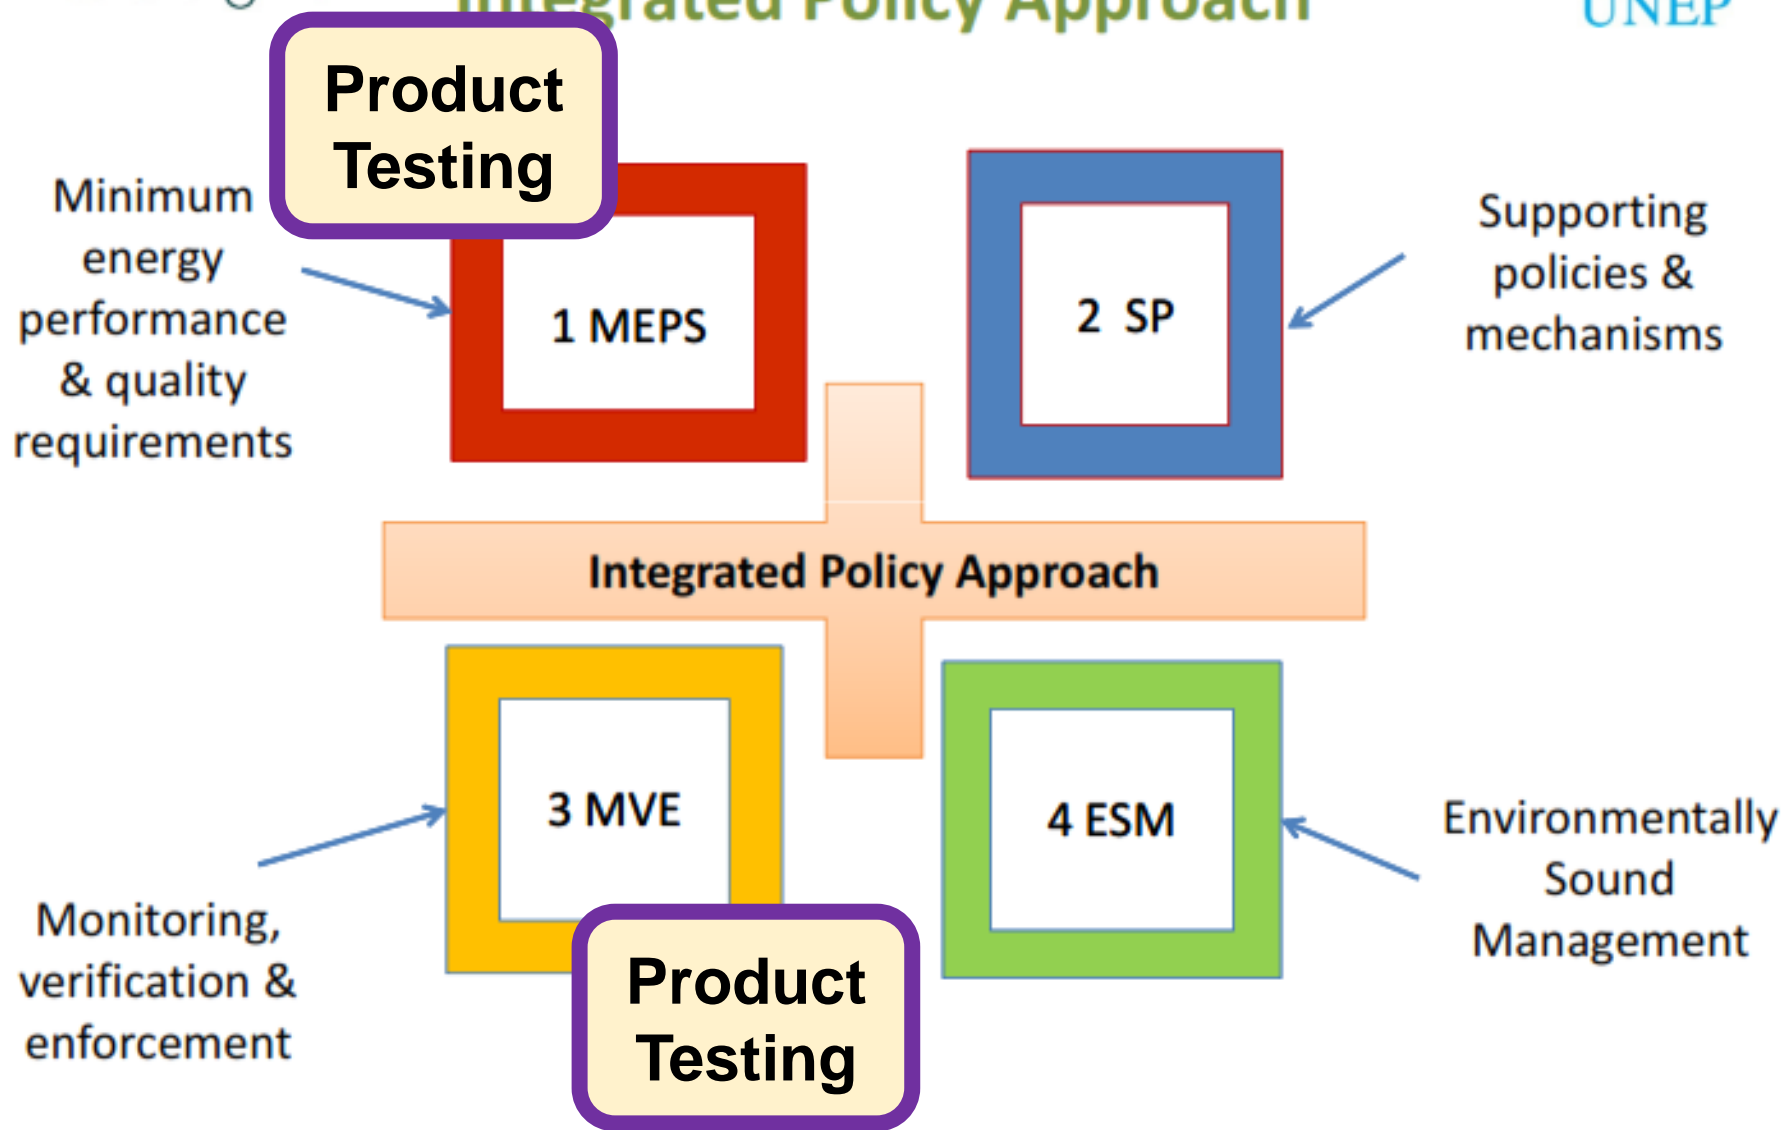 Integrated Policy Approach
UNEP
Product
Testing
Minimum
energy
performance
& quality
requirements
1 MEPS
2 SP
Supporting
policies &
mechanisms
Integrated Policy Approach
3 MVE
4 ESM
Monitoring,
verification &
enforcement
Environmentally
Sound
Management
Product
Testing